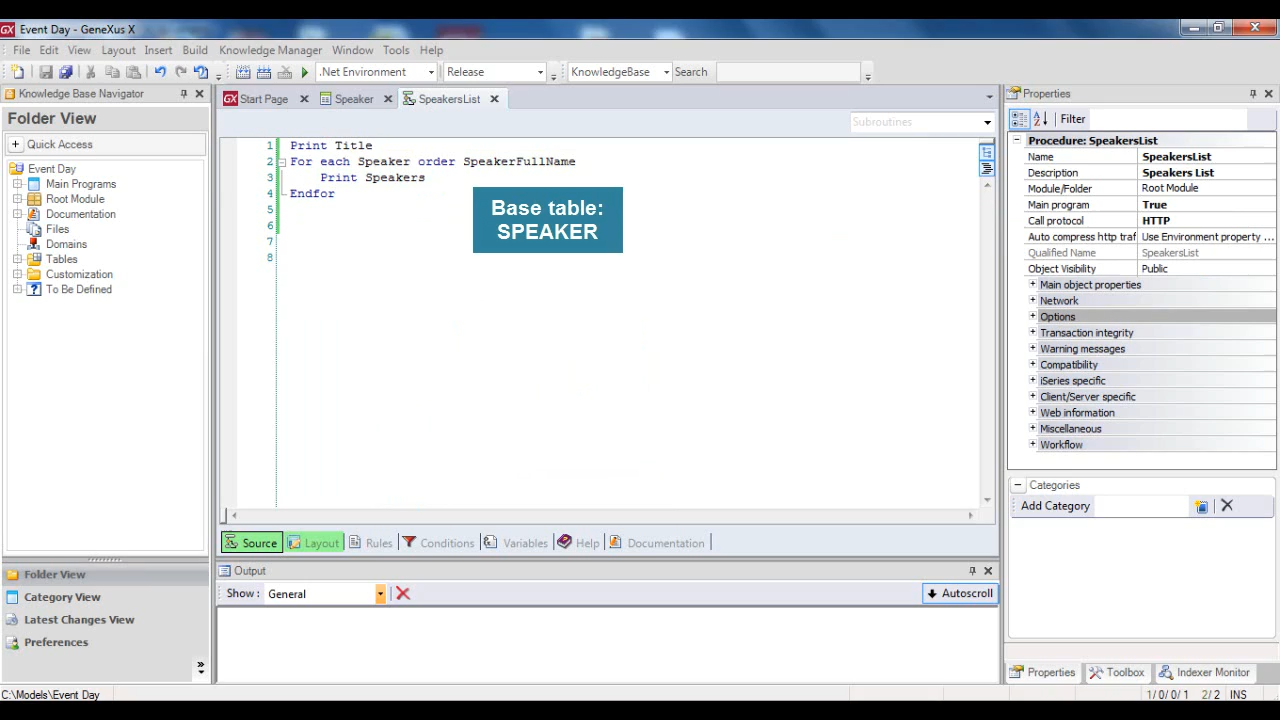 Event Day - GeneXus X
File Edit View Layout Insert Build Knowledge Manager Window Tools Help
.Net Environment Release KnowledgeBase Search
Knowledge Base Navigator
Folder View
Quick Access
Event Day
Main Programs
Root Module
Documentation
Files
Domains
Tables
Customization
To Be Defined
Folder View
Category View
Latest Changes View
Preferences
Start Page Speaker SpeakersList
Subroutines
1 Print Title
2 For each Speaker order SpeakerFullName
3 Print Speakers
4 Endfor
5
6
7
8
Base table:
SPEAKER
Source Layout Rules Conditions Variables Help Documentation
Output
Show: General Autoscroll
Properties
Filter
Procedure: SpeakersList
Name SpeakersList
Description Speakers List
Module/Folder Root Module
Main program True
Call protocol HTTP
Auto compress http traf Use Environment property ...
Qualified Name SpeakersList
Object Visibility Public
Main object properties
Network
Options
Transaction integrity
Warning messages
Compatibility
iSeries specific
Client/Server specific
Web information
Miscellaneous
Workflow
Categories
Add Category
Properties Toolbox Indexer Monitor
C:\Models\Event Day 1/0/0/1 2/2 INS